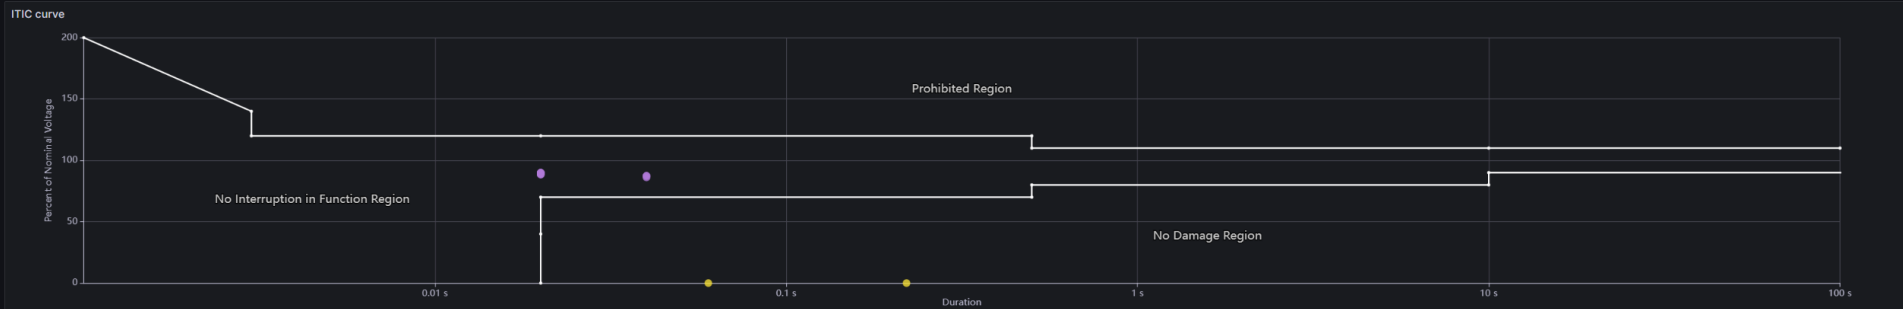 ITIC curve
200
150
100
50
0
Percent of Nominal Voltage
Prohibited Region
No Interruption in Function Region
No Damage Region
0.01 s
0.1 s
1 s
10 s
100 s
Duration